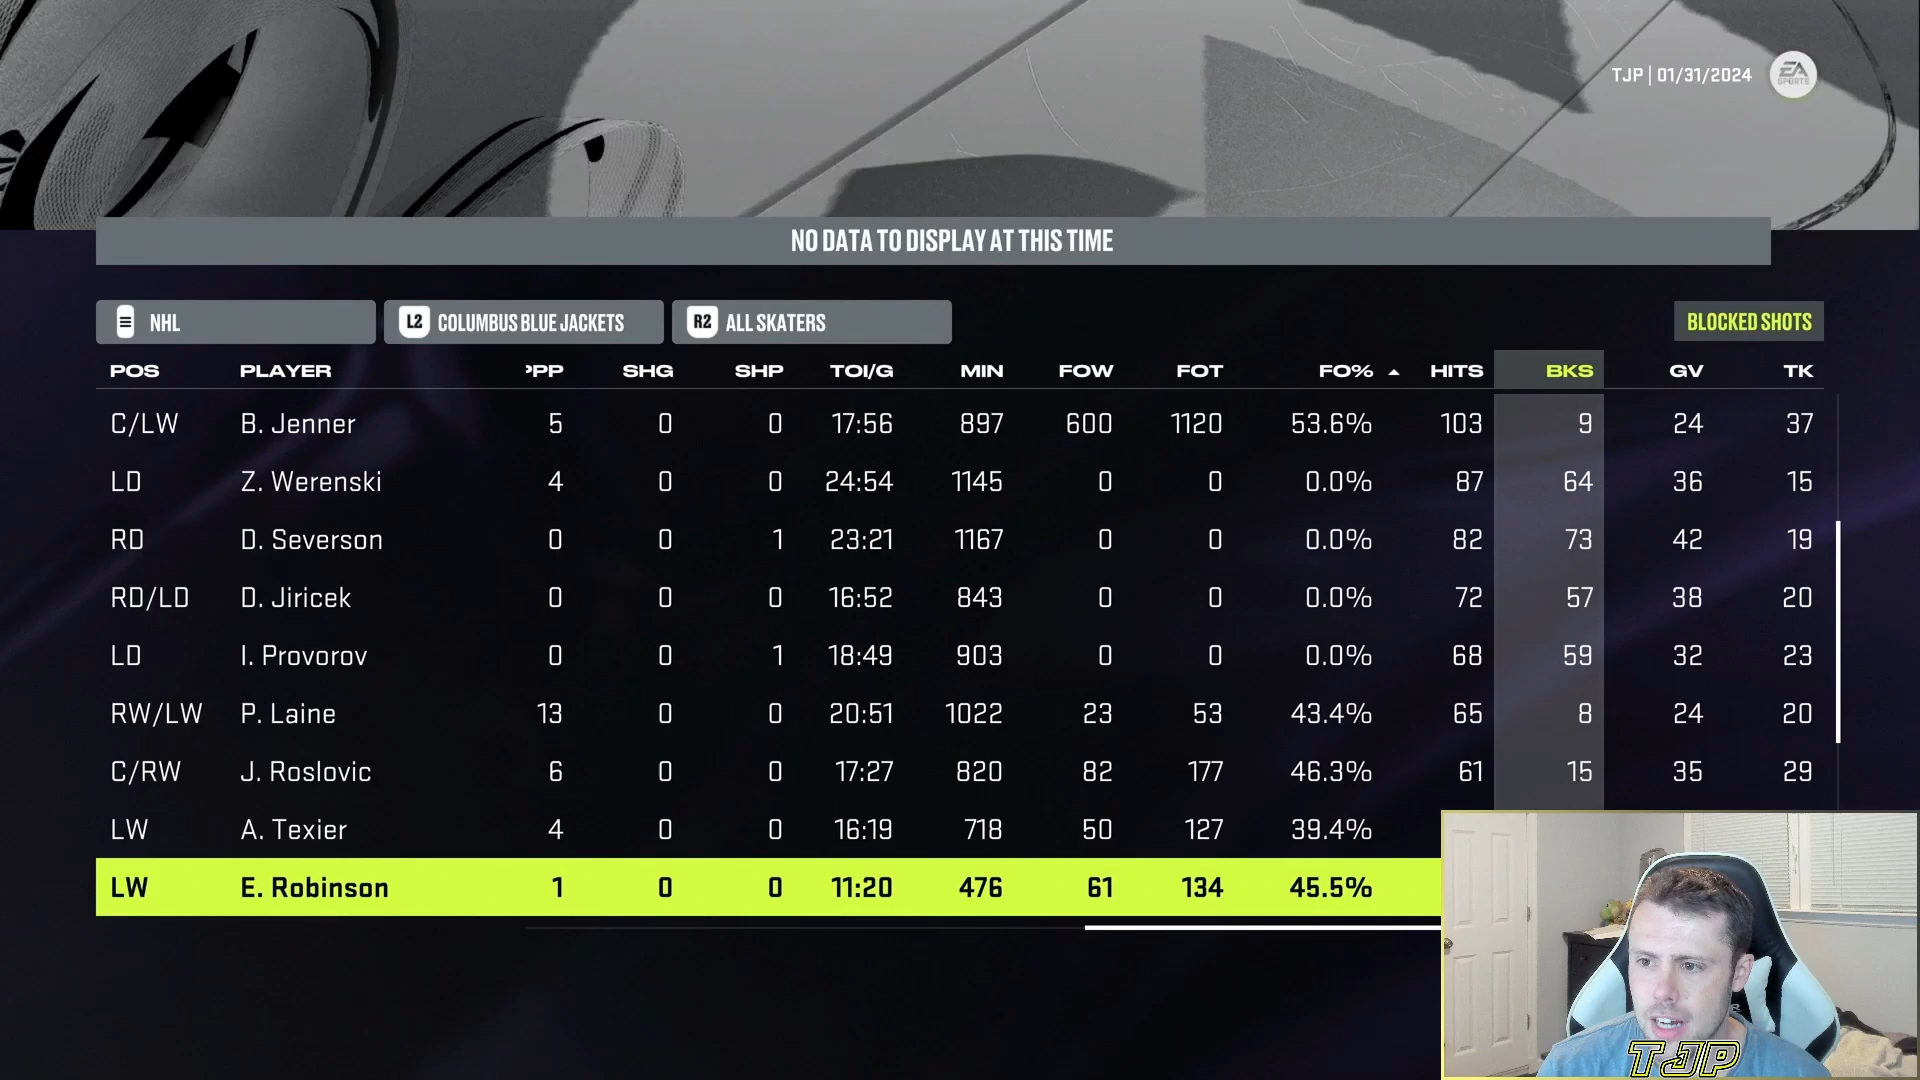 TJP | 01/31/2024 EA SPORTS
NO DATA TO DISPLAY AT THIS TIME
NHL L2 COLUMBUS BLUE JACKETS R2 ALL SKATERS BLOCKED SHOTS
POS PLAYER PPP SHG SHP TOI/G MIN FOW FOT FO% HITS BKS GV TK
C/LW B. Jenner 5 0 0 17:56 897 600 1120 53.6% 103 9 24 37
LD Z. Werenski 4 0 0 24:54 1145 0 0 0.0% 87 64 36 15
RD D. Severson 0 0 1 23:21 1167 0 0 0.0% 82 73 42 19
RD/LD D. Jiricek 0 0 0 16:52 843 0 0 0.0% 72 57 38 20
LD I. Provorov 0 0 1 18:49 903 0 0 0.0% 68 59 32 23
RW/LW P. Laine 13 0 0 20:51 1022 23 53 43.4% 65 8 24 20
C/RW J. Roslovic 6 0 0 17:27 820 82 177 46.3% 61 15 35 29
LW A. Texier 4 0 0 16:19 718 50 127 39.4%
LW E. Robinson 1 0 0 11:20 476 61 134 45.5%
TJP